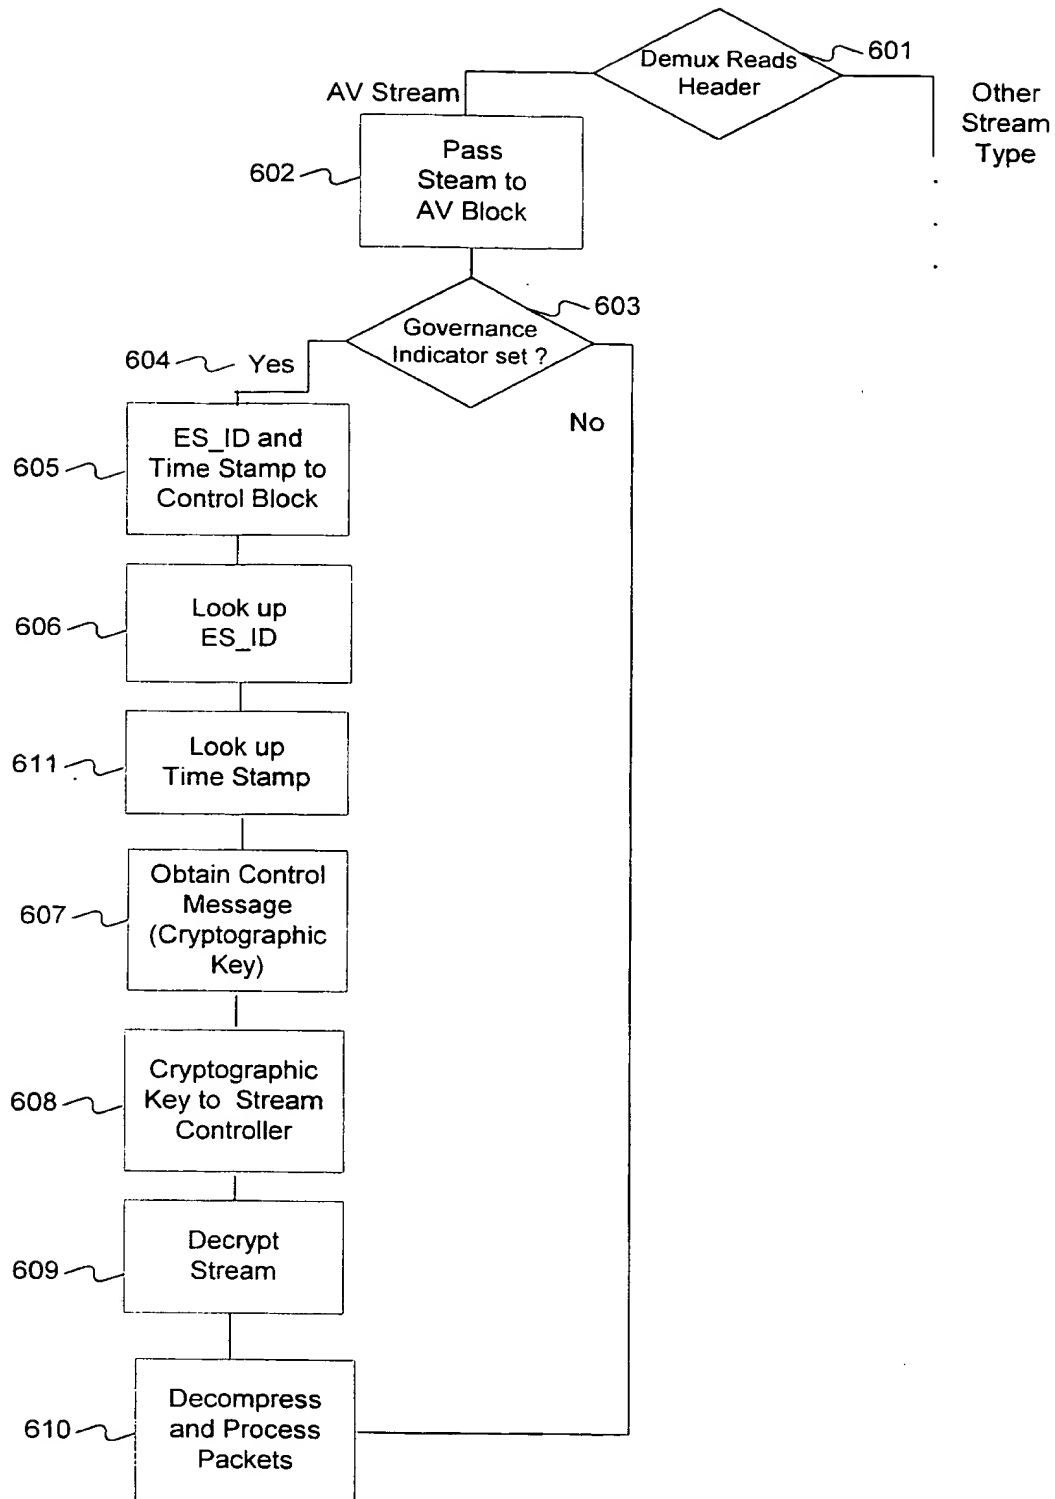 Demux Reads
Header
601
AV Stream
Other
Stream
Type
Pass
Steam to
AV Block
602
603
Governance
Indicator set ?
604
Yes
No
ES_ID and
Time Stamp to
Control Block
605
Look up
ES_ID
606
Look up
Time Stamp
611
Obtain Control
Message
(Cryptographic
Key)
607
Cryptographic
Key to Stream
Controller
608
Decrypt
Stream
609
Decompress
and Process
Packets
610